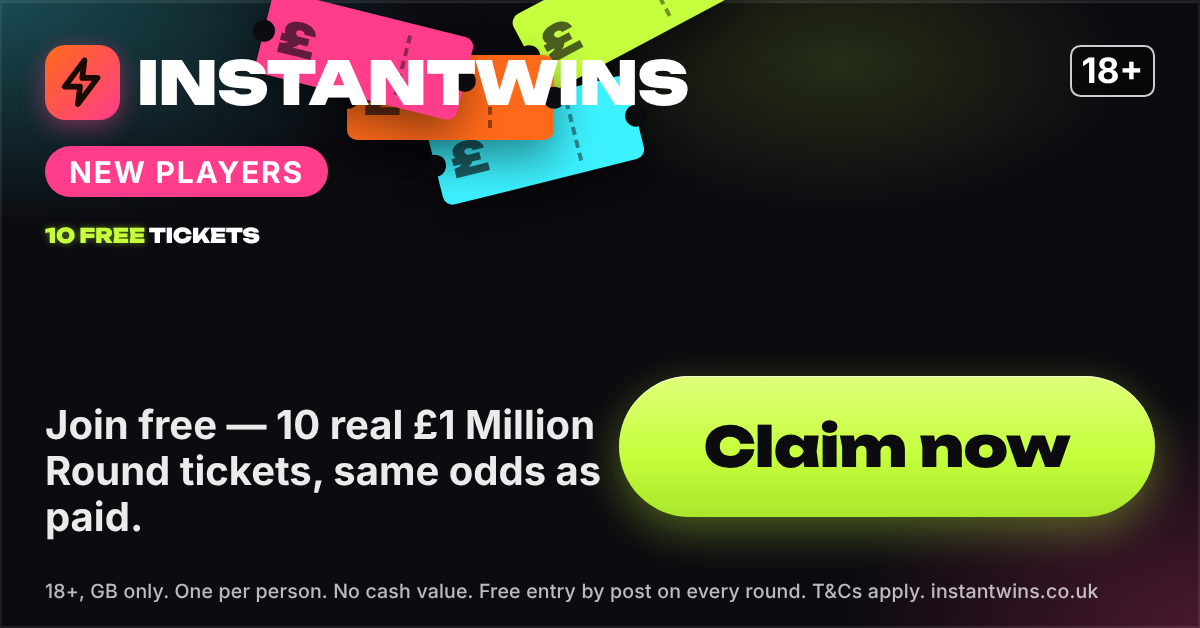 INSTANTWINS
18+
NEW PLAYERS
10 FREE TICKETS
Join free — 10 real £1 Million
Round tickets, same odds as
paid.
Claim now
18+, GB only. One per person. No cash value. Free entry by post on every round. T&Cs apply. instantwins.co.uk
£
£
£